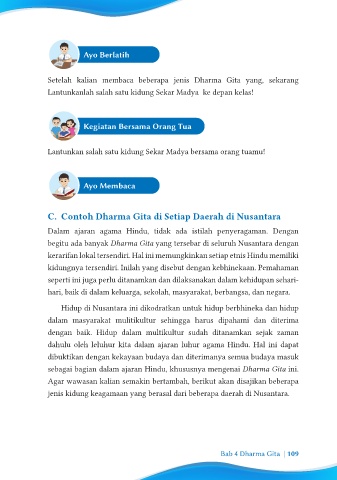 Ayo Berlatih
Setelah kalian membaca beberapa jenis Dharma Gita yang, sekarang
Lantunkanlah salah satu kidung Sekar Madya ke depan kelas!
Kegiatan Bersama Orang Tua
Lantunkan salah satu kidung Sekar Madya bersama orang tuamu!
Ayo Membaca
C. Contoh Dharma Gita di Setiap Daerah di Nusantara
Dalam ajaran agama Hindu, tidak ada istilah penyeragaman. Dengan
begitu ada banyak Dharma Gita yang tersebar di seluruh Nusantara dengan
kerarifan lokal tersendiri. Hal ini memungkinkan setiap etnis Hindu memiliki
kidungnya tersendiri. Inilah yang disebut dengan kebhinekaan. Pemahaman
seperti ini juga perlu ditanamkan dan dilaksanakan dalam kehidupan sehari-
hari, baik di dalam keluarga, sekolah, masyarakat, berbangsa, dan negara.
Hidup di Nusantara ini dikodratkan untuk hidup berbhineka dan hidup
dalam masyarakat mulitikultur sehingga harus dipahami dan diterima
dengan baik. Hidup dalam multikultur sudah ditanamkan sejak zaman
dahulu oleh leluhur kita dalam ajaran luhur agama Hindu. Hal ini dapat
dibuktikan dengan kekayaan budaya dan diterimanya semua budaya masuk
sebagai bagian dalam ajaran Hindu, khususnya mengenai Dharma Gita ini.
Agar wawasan kalian semakin bertambah, berikut akan disajikan beberapa
jenis kidung keagamaan yang berasal dari beberapa daerah di Nusantara.
Bab 4 Dharma Gita | 109